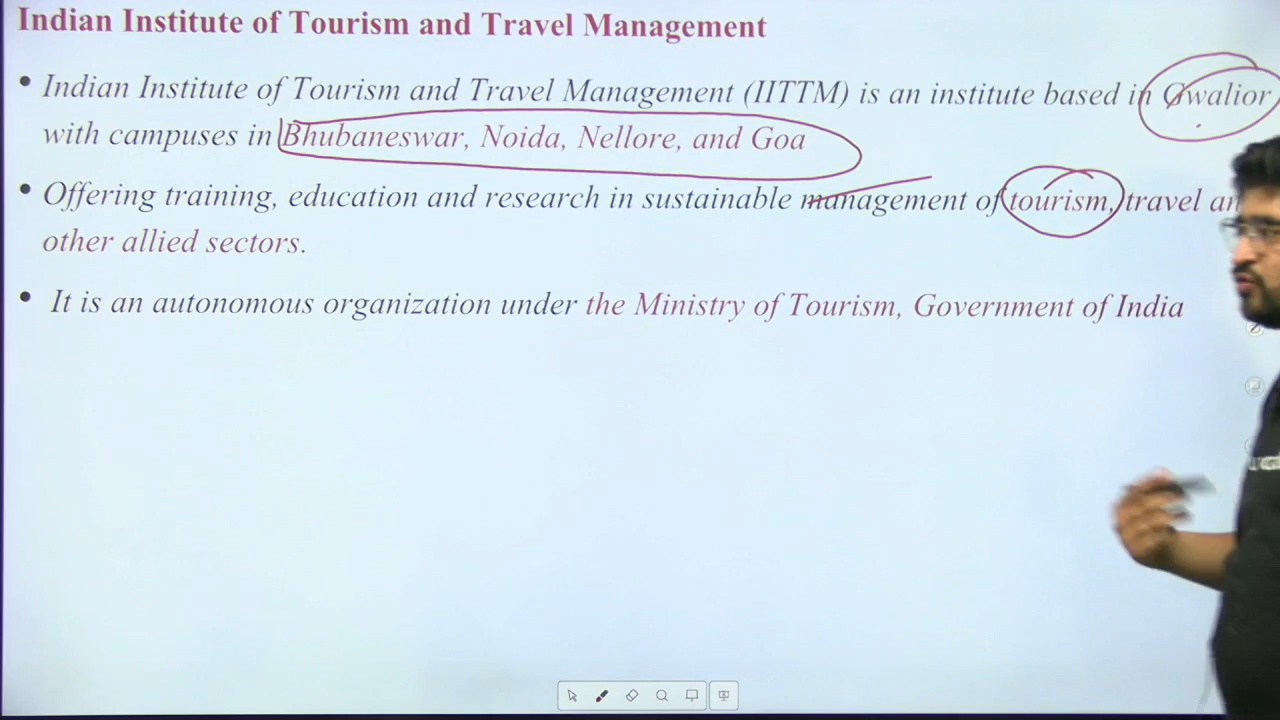 Indian Institute of Tourism and Travel Management
• Indian Institute of Tourism and Travel Management (IITTM) is an institute based in Gwalior
with campuses in Bhubaneswar, Noida, Nellore, and Goa
• Offering training, education and research in sustainable management of tourism, travel
other allied sectors.
• It is an autonomous organization under the Ministry of Tourism, Government of India